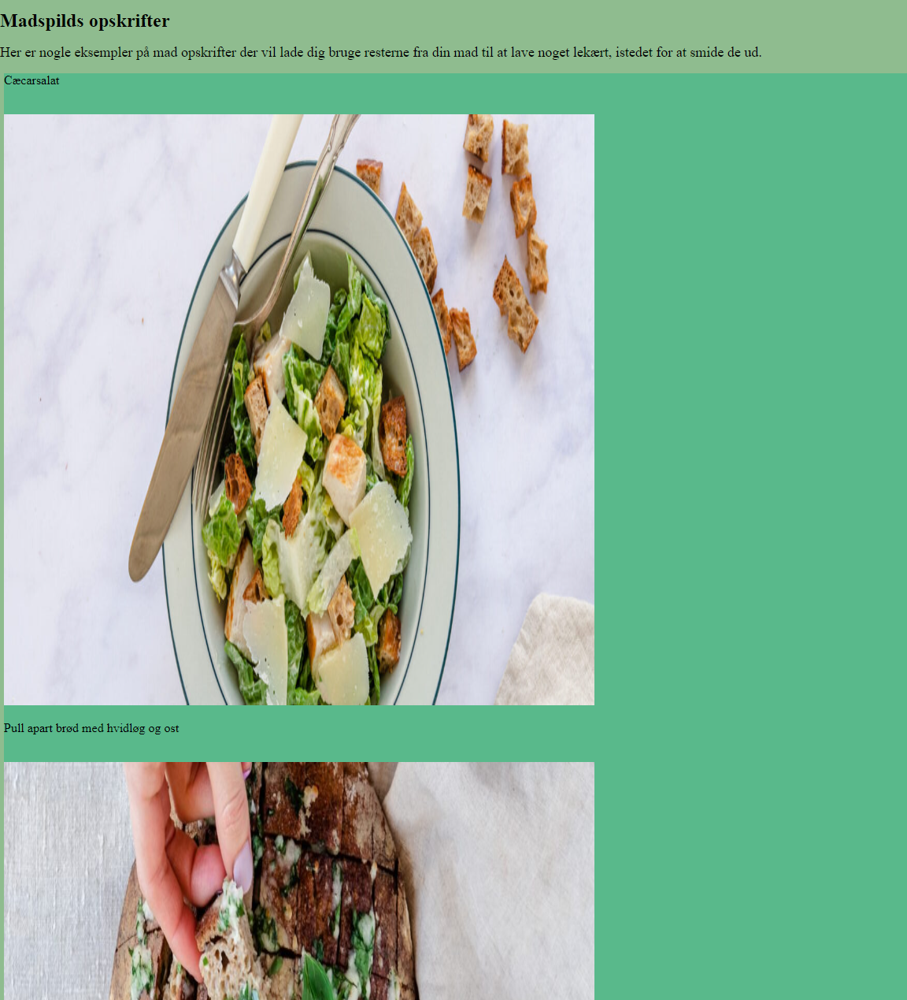 Madspilds opskrifter
Her er nogle eksempler på mad opskrifter der vil lade dig bruge resterne fra din mad til at lave noget lekært, istedet for at smide de ud.
Cæcarsalat
Pull apart brød med hvidløg og ost